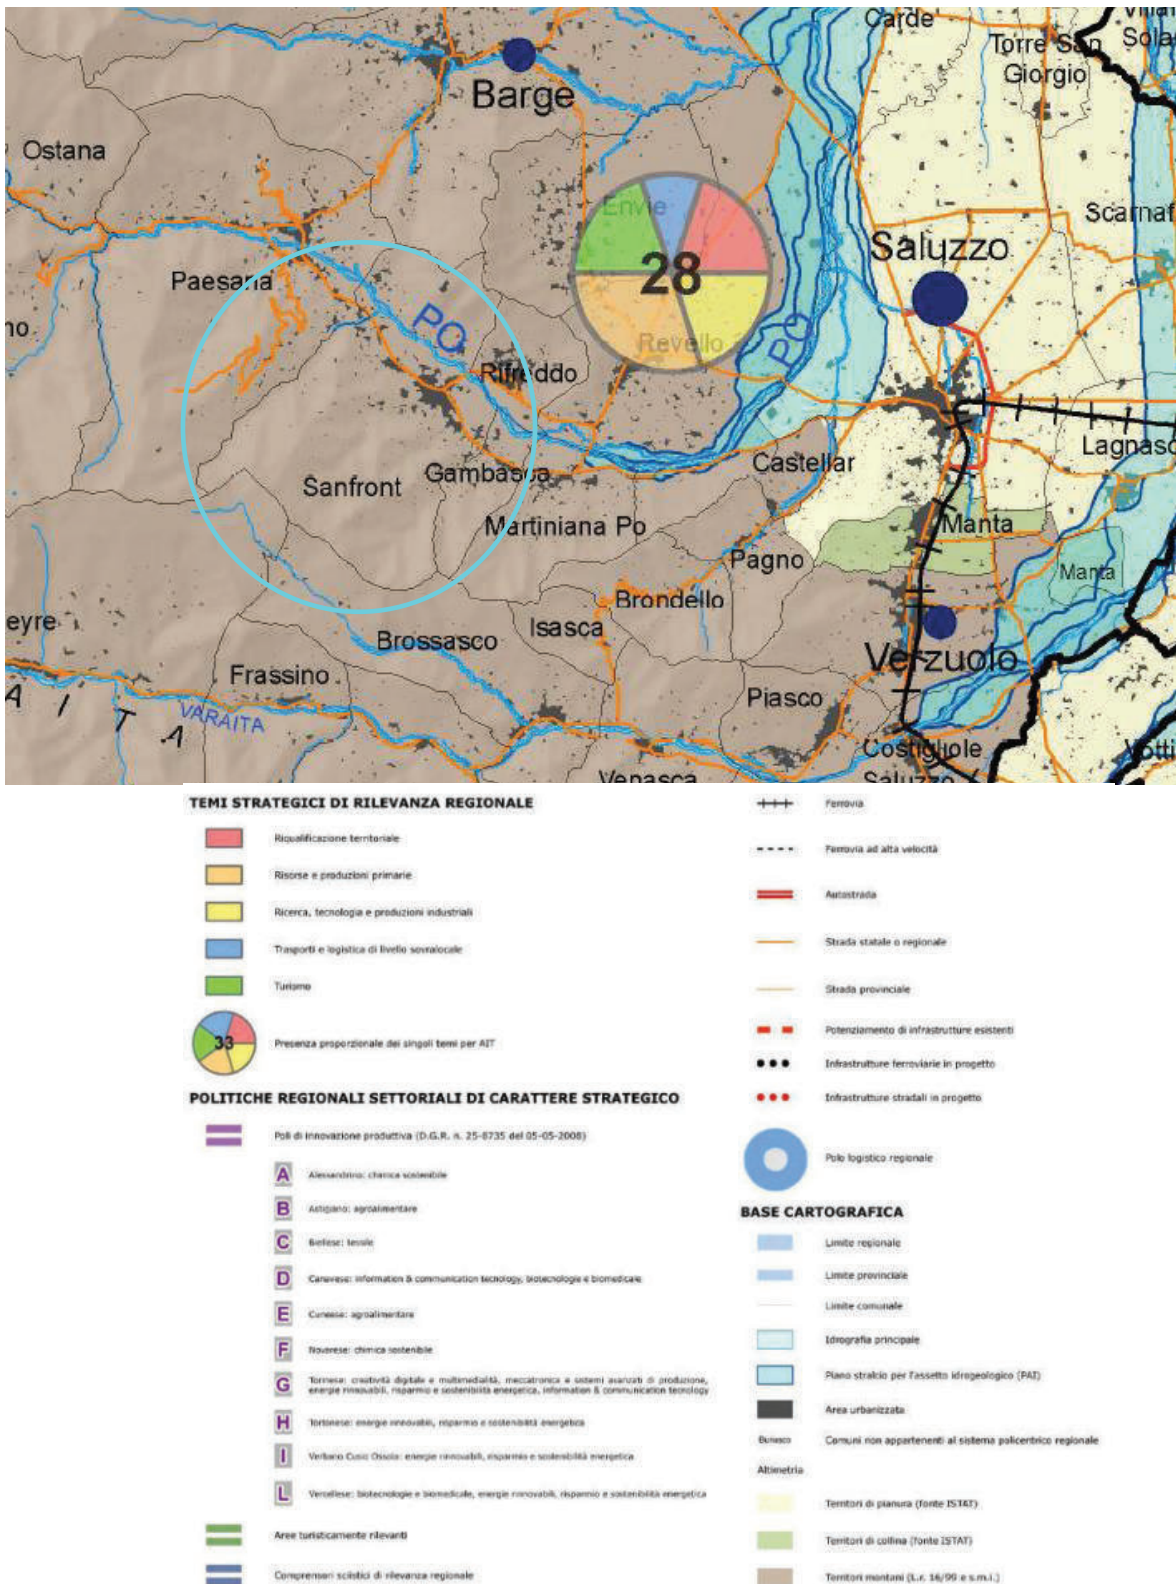 Carde
Villa
Torre San
Giorgio
Sola
Barge
Ostana
Envie
Scarnaf
Saluzzo
28
Paesana
no
PO
PO
Revello
Rifreddo
Lagnasc
Castellar
Gambasca
Sanfront
Martiniana Po
Manta
Pagno
Manta
Brondello
eyre
Isasca
Brossasco
Verzuolo
Frassino
Piasco
A I T A
VARAITA
Costigliole
Saluzzo
Votti
Venasca
TEMI STRATEGICI DI RILEVANZA REGIONALE
Riqualificazione territoriale
Risorse e produzioni primarie
Ricerca, tecnologia e produzioni industriali
Trasporti e logistica di livello sovralocale
Turismo
33
Presenza proporzionale dei singoli temi per AIT
POLITICHE REGIONALI SETTORIALI DI CARATTERE STRATEGICO
Poli di innovazione produttiva (D.G.R. n. 25-8735 del 05-05-2008)
A Alessandrino: chimica sostenibile
B Astigiano: agroalimentare
C Biellese: tessile
D Canavese: information & communication tecnology, biotecnologie e biomedicale
E Cuneese: agroalimentare
F Novarese: chimica sostenibile
G Torinese: creatività digitale e multimedialità, meccatronica e sistemi avanzati di produzione,
energie rinnovabili, risparmio e sostenibilità energetica, information & communication tecnology
H Tortonese: energie rinnovabili, risparmio e sostenibilità energetica
I Verbano Cusio Ossola: energie rinnovabili, risparmio e sostenibilità energetica
L Vercellese: biotecnologie e biomedicale, energie rinnovabili, risparmio e sostenibilità energetica
Aree turisticamente rilevanti
Comprensori sciistici di rilevanza regionale
Ferrovia
Ferrovia ad alta velocità
Autostrada
Strada statale o regionale
Strada provinciale
Potenziamento di infrastrutture esistenti
Infrastrutture ferroviarie in progetto
Infrastrutture stradali in progetto
Polo logistico regionale
BASE CARTOGRAFICA
Limite regionale
Limite provinciale
Limite comunale
Idrografia principale
Piano stralcio per l'assetto idrogeologico (PAI)
Area urbanizzata
Buriasco Comuni non appartenenti al sistema policentrico regionale
Altimetria
Territori di pianura (fonte ISTAT)
Territori di collina (fonte ISTAT)
Territori montani (L.r. 16/99 e s.m.i.)